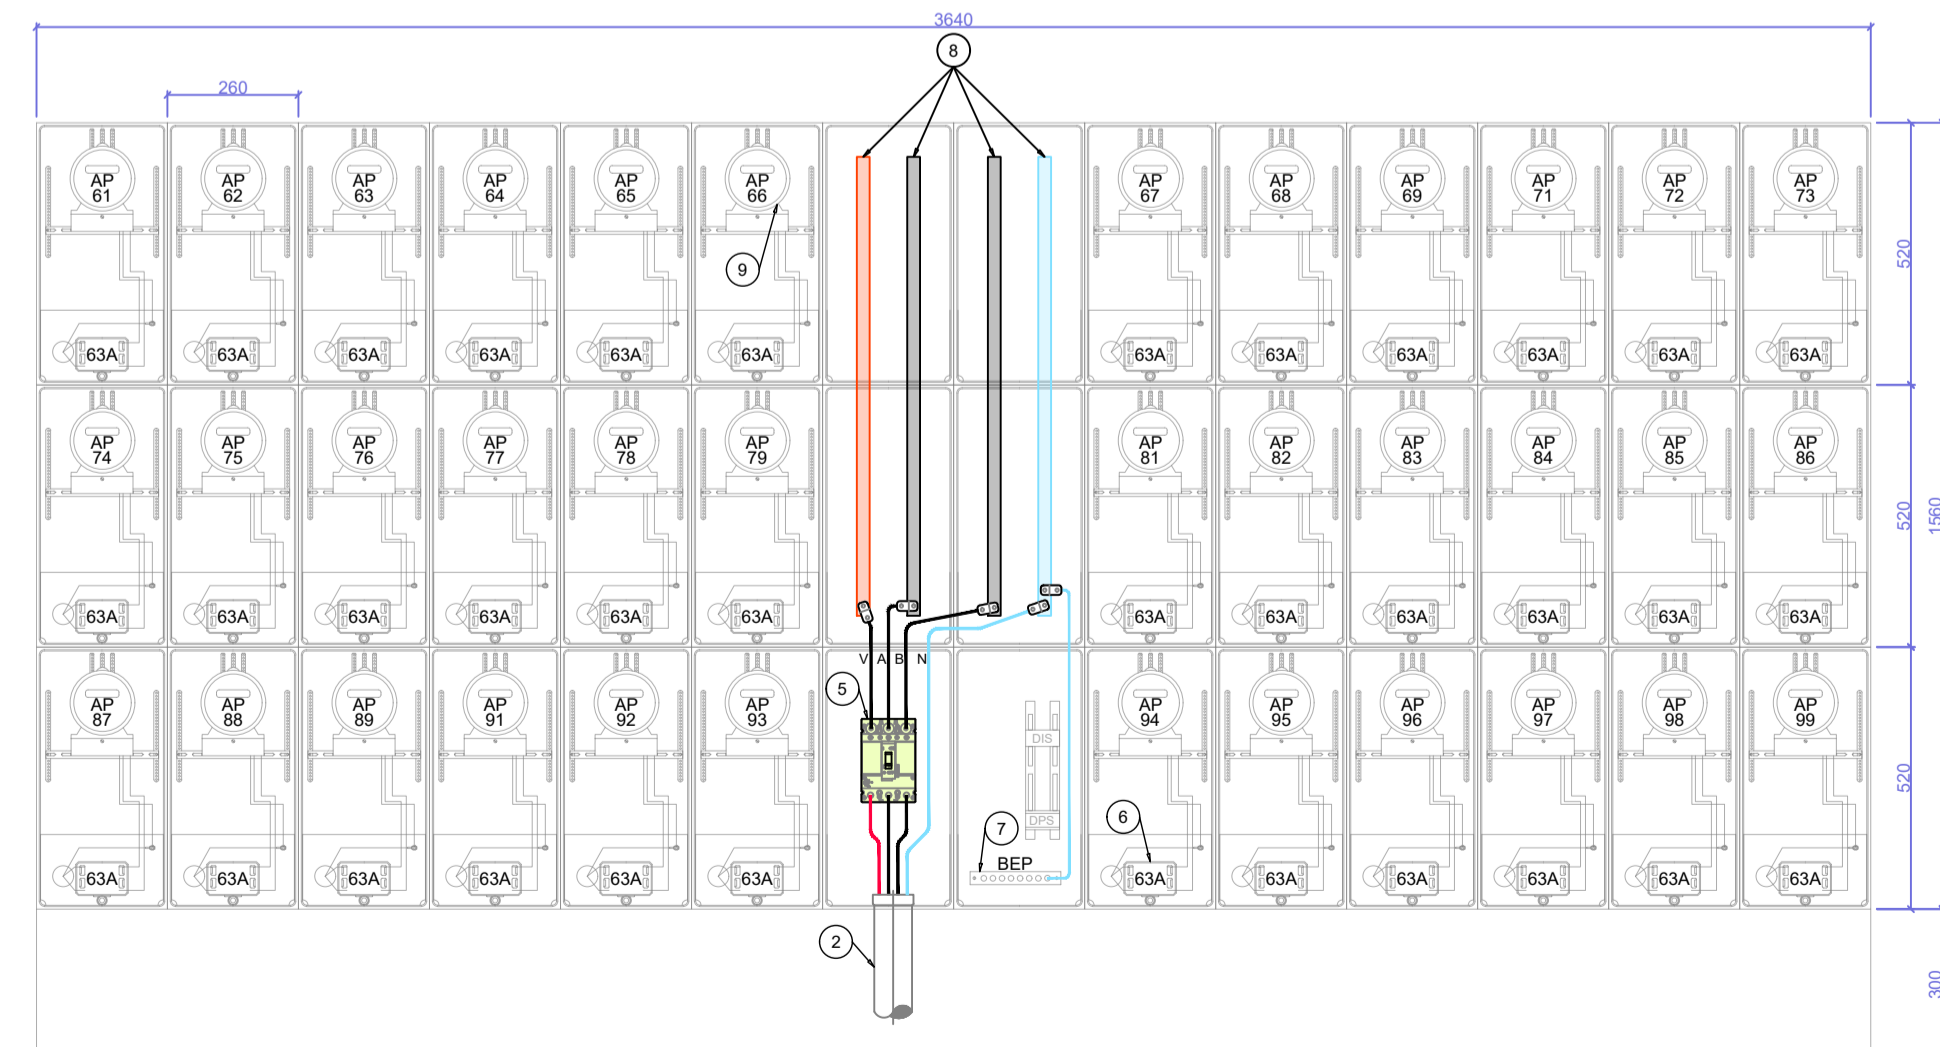 3640
8
260
AP 61
AP 62
AP 63
AP 64
AP 65
AP 66
AP 67
AP 68
AP 69
AP 71
AP 72
AP 73
520
9
63A
63A
63A
63A
63A
63A
63A
63A
63A
63A
63A
63A
AP 74
AP 75
AP 76
AP 77
AP 78
AP 79
AP 81
AP 82
AP 83
AP 84
AP 85
AP 86
520
1560
63A
63A
63A
63A
63A
63A
63A
63A
63A
63A
63A
63A
V A B N
5
AP 87
AP 88
AP 89
AP 91
AP 92
AP 93
AP 94
AP 95
AP 96
AP 97
AP 98
AP 99
DIS
520
DPS
7
6
BEP
63A
63A
63A
63A
63A
63A
63A
63A
63A
63A
63A
63A
2
300